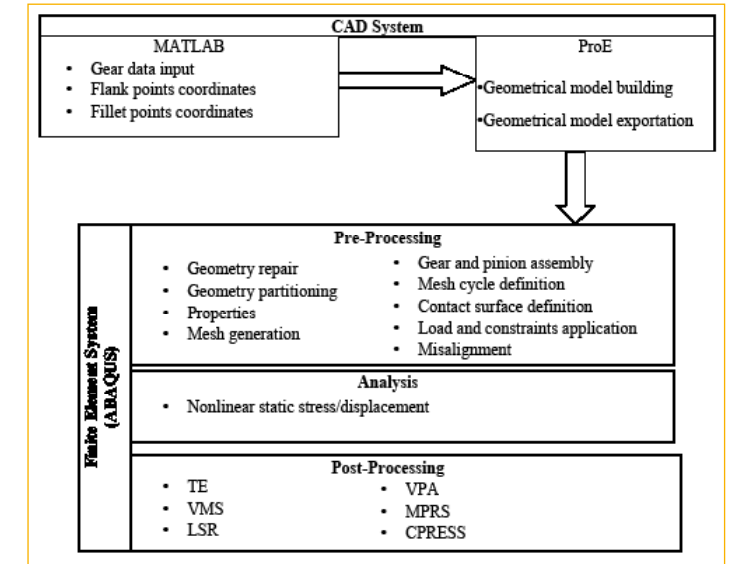 CAD System
MATLAB
• Gear data input
• Flank points coordinates
• Fillet points coordinates
ProE
•Geometrical model building
•Geometrical model exportation
Finite Element System
(ABAQUS)
Pre-Processing
• Geometry repair
• Geometry partitioning
• Properties
• Mesh generation
• Gear and pinion assembly
• Mesh cycle definition
• Contact surface definition
• Load and constraints application
• Misalignment
Analysis
• Nonlinear static stress/displacement
Post-Processing
• TE
• VMS
• LSR
• VPA
• MPRS
• CPRESS